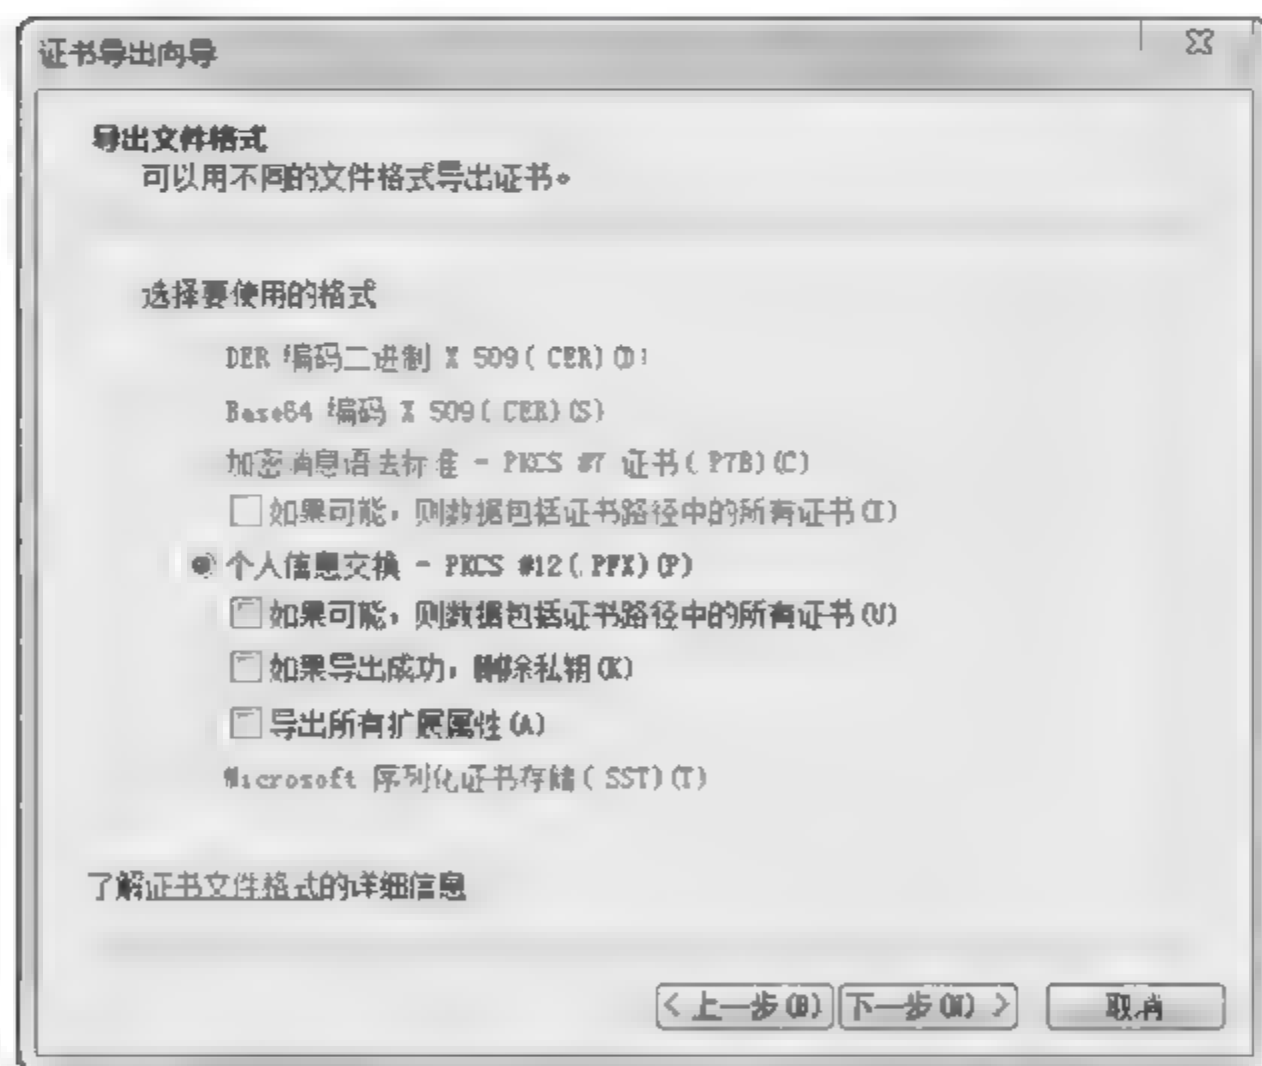 证书导出向导
导出文件格式
可以用不同的文件格式导出证书。
选择要使用的格式
DER 编码二进制 X 509( CER)(D)
Base64 编码 X 509( CER)(S)
加密消息语法标准 - PKCS #7 证书( P7B)(C)
如果可能，则数据包括证书路径中的所有证书(I)
个人信息交换 - PKCS #12(.PFX)(P)
如果可能，则数据包括证书路径中的所有证书(U)
如果导出成功，删除私钥(K)
导出所有扩展属性(A)
Microsoft 序列化证书存储( SST)(T)
了解证书文件格式的详细信息
< 上一步(B) 下一步(N) > 取消